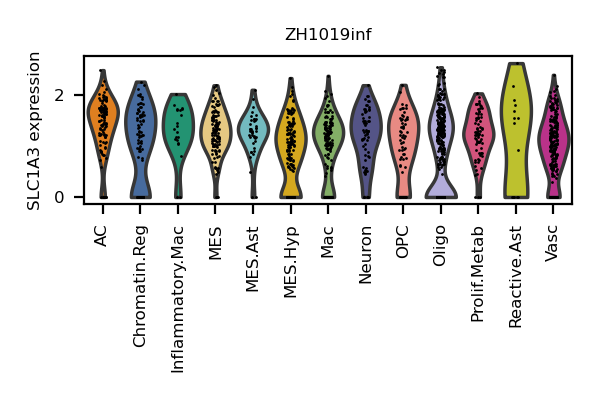 ZH1019inf
SLC1A3 expression
2
0
AC
Chromatin.Reg
Inflammatory.Mac
MES
MES.Ast
MES.Hyp
Mac
Neuron
OPC
Oligo
Prolif.Metab
Reactive.Ast
Vasc